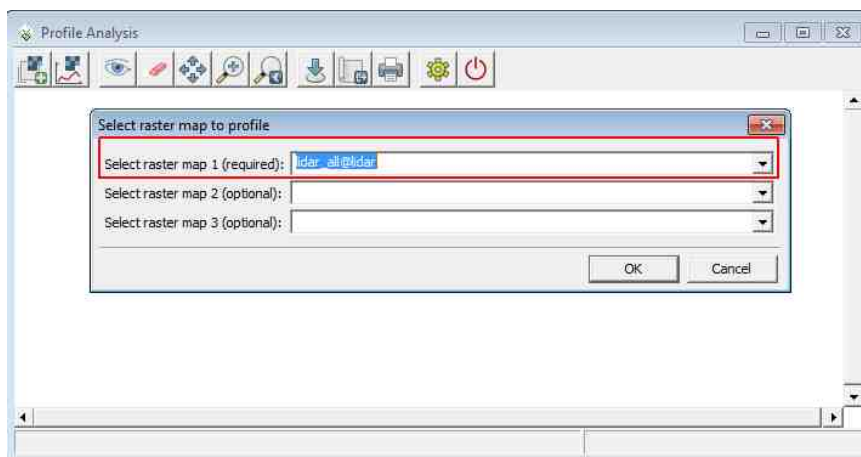 Profile Analysis
Select raster map to profile
Select raster map 1 (required): lidar_all@lidar
Select raster map 2 (optional):
Select raster map 3 (optional):
OK Cancel